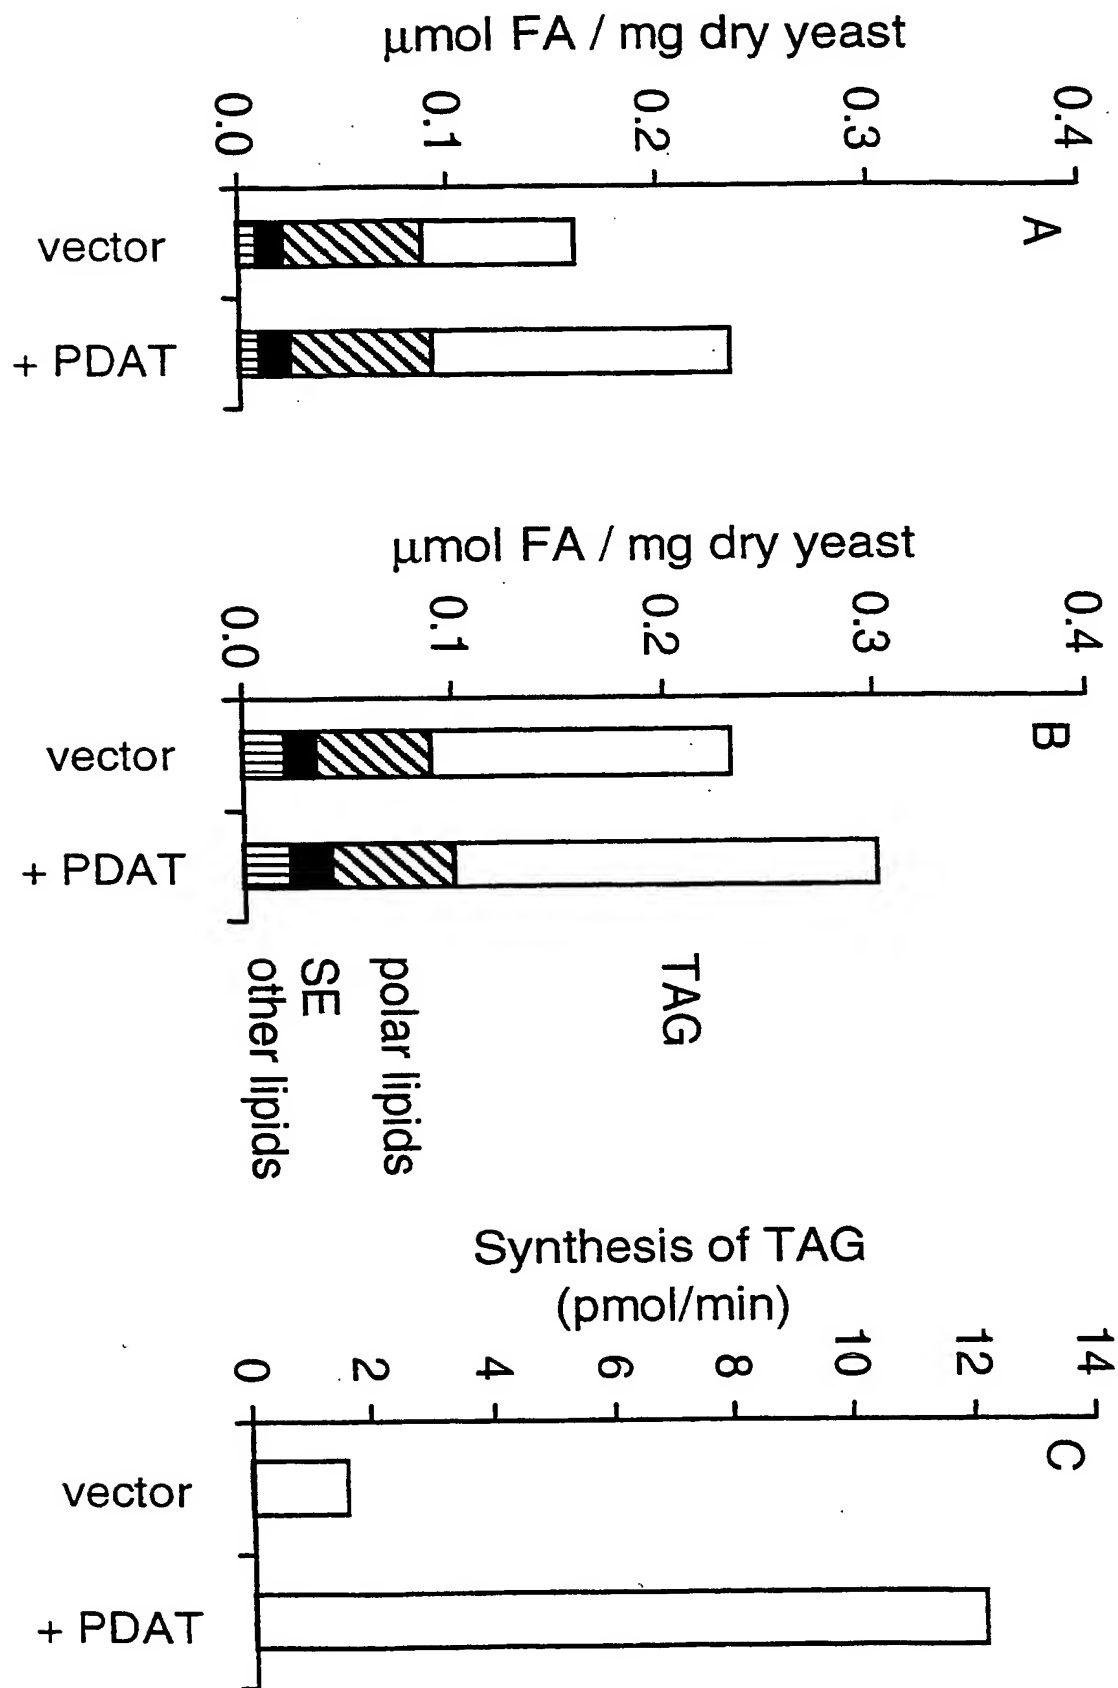 μmol FA / mg dry yeast
0.0
0.1
0.2
0.3
0.4
A
vector
+ PDAT
μmol FA / mg dry yeast
0.0
0.1
0.2
0.3
0.4
B
vector
+ PDAT
TAG
polar lipids
SE
other lipids
Synthesis of TAG
(pmol/min)
0
2
4
6
8
10
12
14
C
vector
+ PDAT